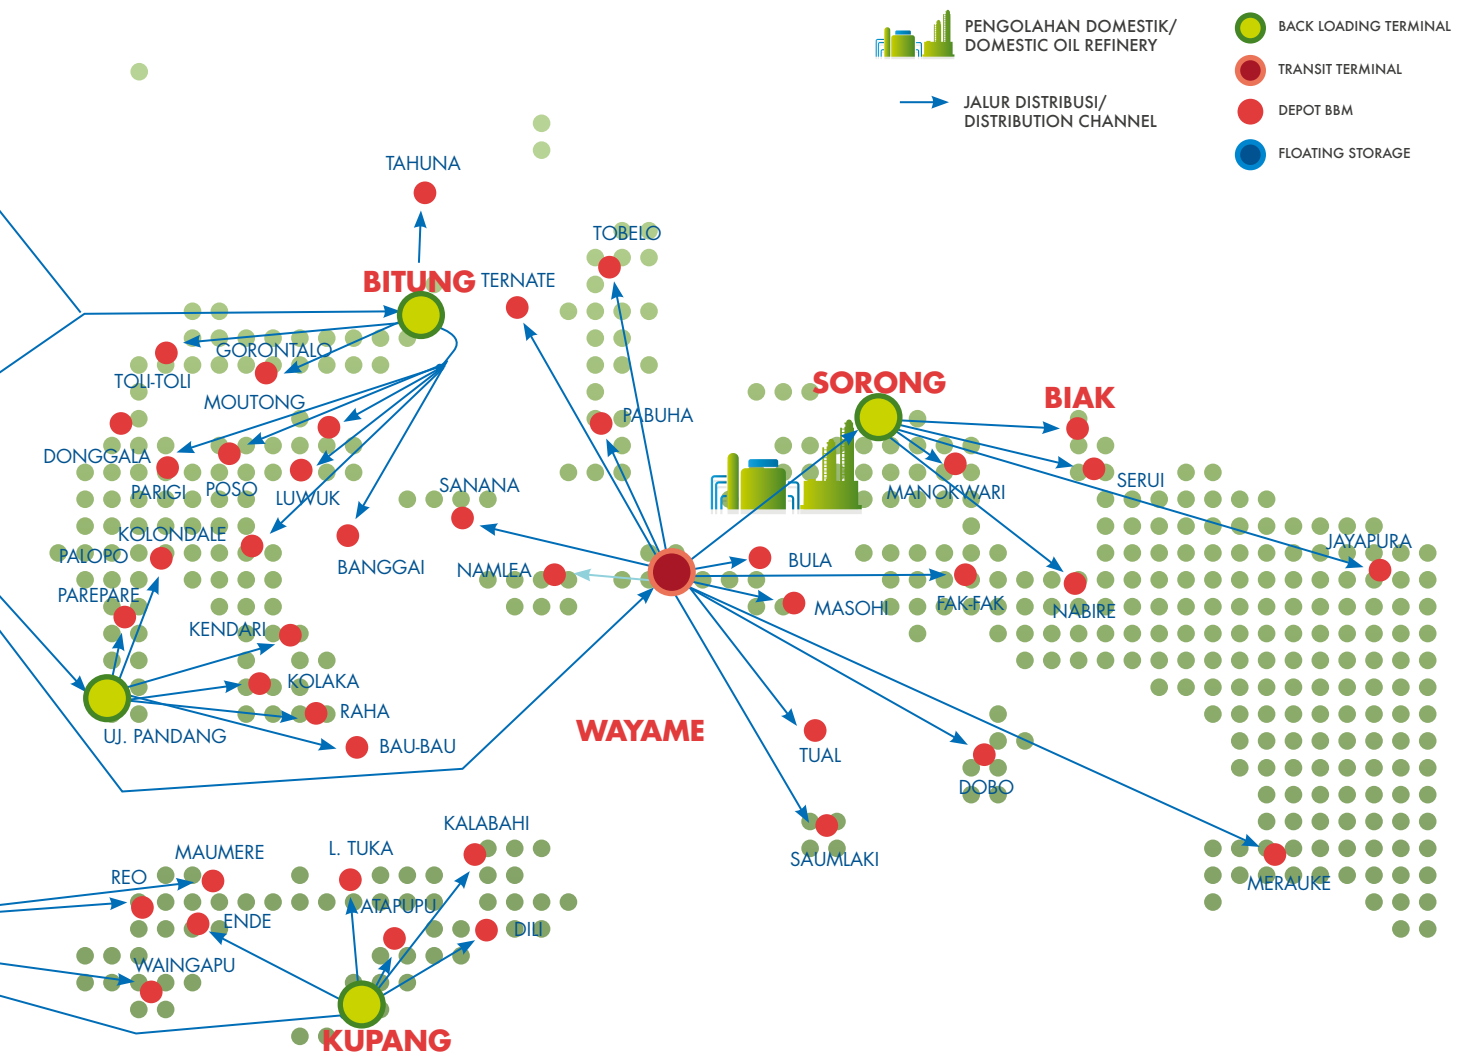 PENGOLAHAN DOMESTIK/
DOMESTIC OIL REFINERY
JALUR DISTRIBUSI/
DISTRIBUTION CHANNEL
BACK LOADING TERMINAL
TRANSIT TERMINAL
DEPOT BBM
FLOATING STORAGE
TAHUNA
TOBELO
BITUNG
TERNATE
GORONTALO
TOLI-TOLI
MOUTONG
SORONG
BIAK
PABUHA
DONGGALA
PARIGI
POSO
LUWUK
SANANA
MANOKWARI
SERUI
KOLONDALE
PALOPO
BANGGAI
NAMLEA
BULA
JAYAPURA
PAREPARE
MASOHI
FAK-FAK
NABIRE
KENDARI
KOLAKA
RAHA
UJ. PANDANG
BAU-BAU
WAYAME
TUAL
DOBO
KALABAHI
MAUMERE
L. TUKA
SAUMLAKI
REO
MERAUKE
ATAPUPU
ENDE
DILI
WAINGAPU
KUPANG